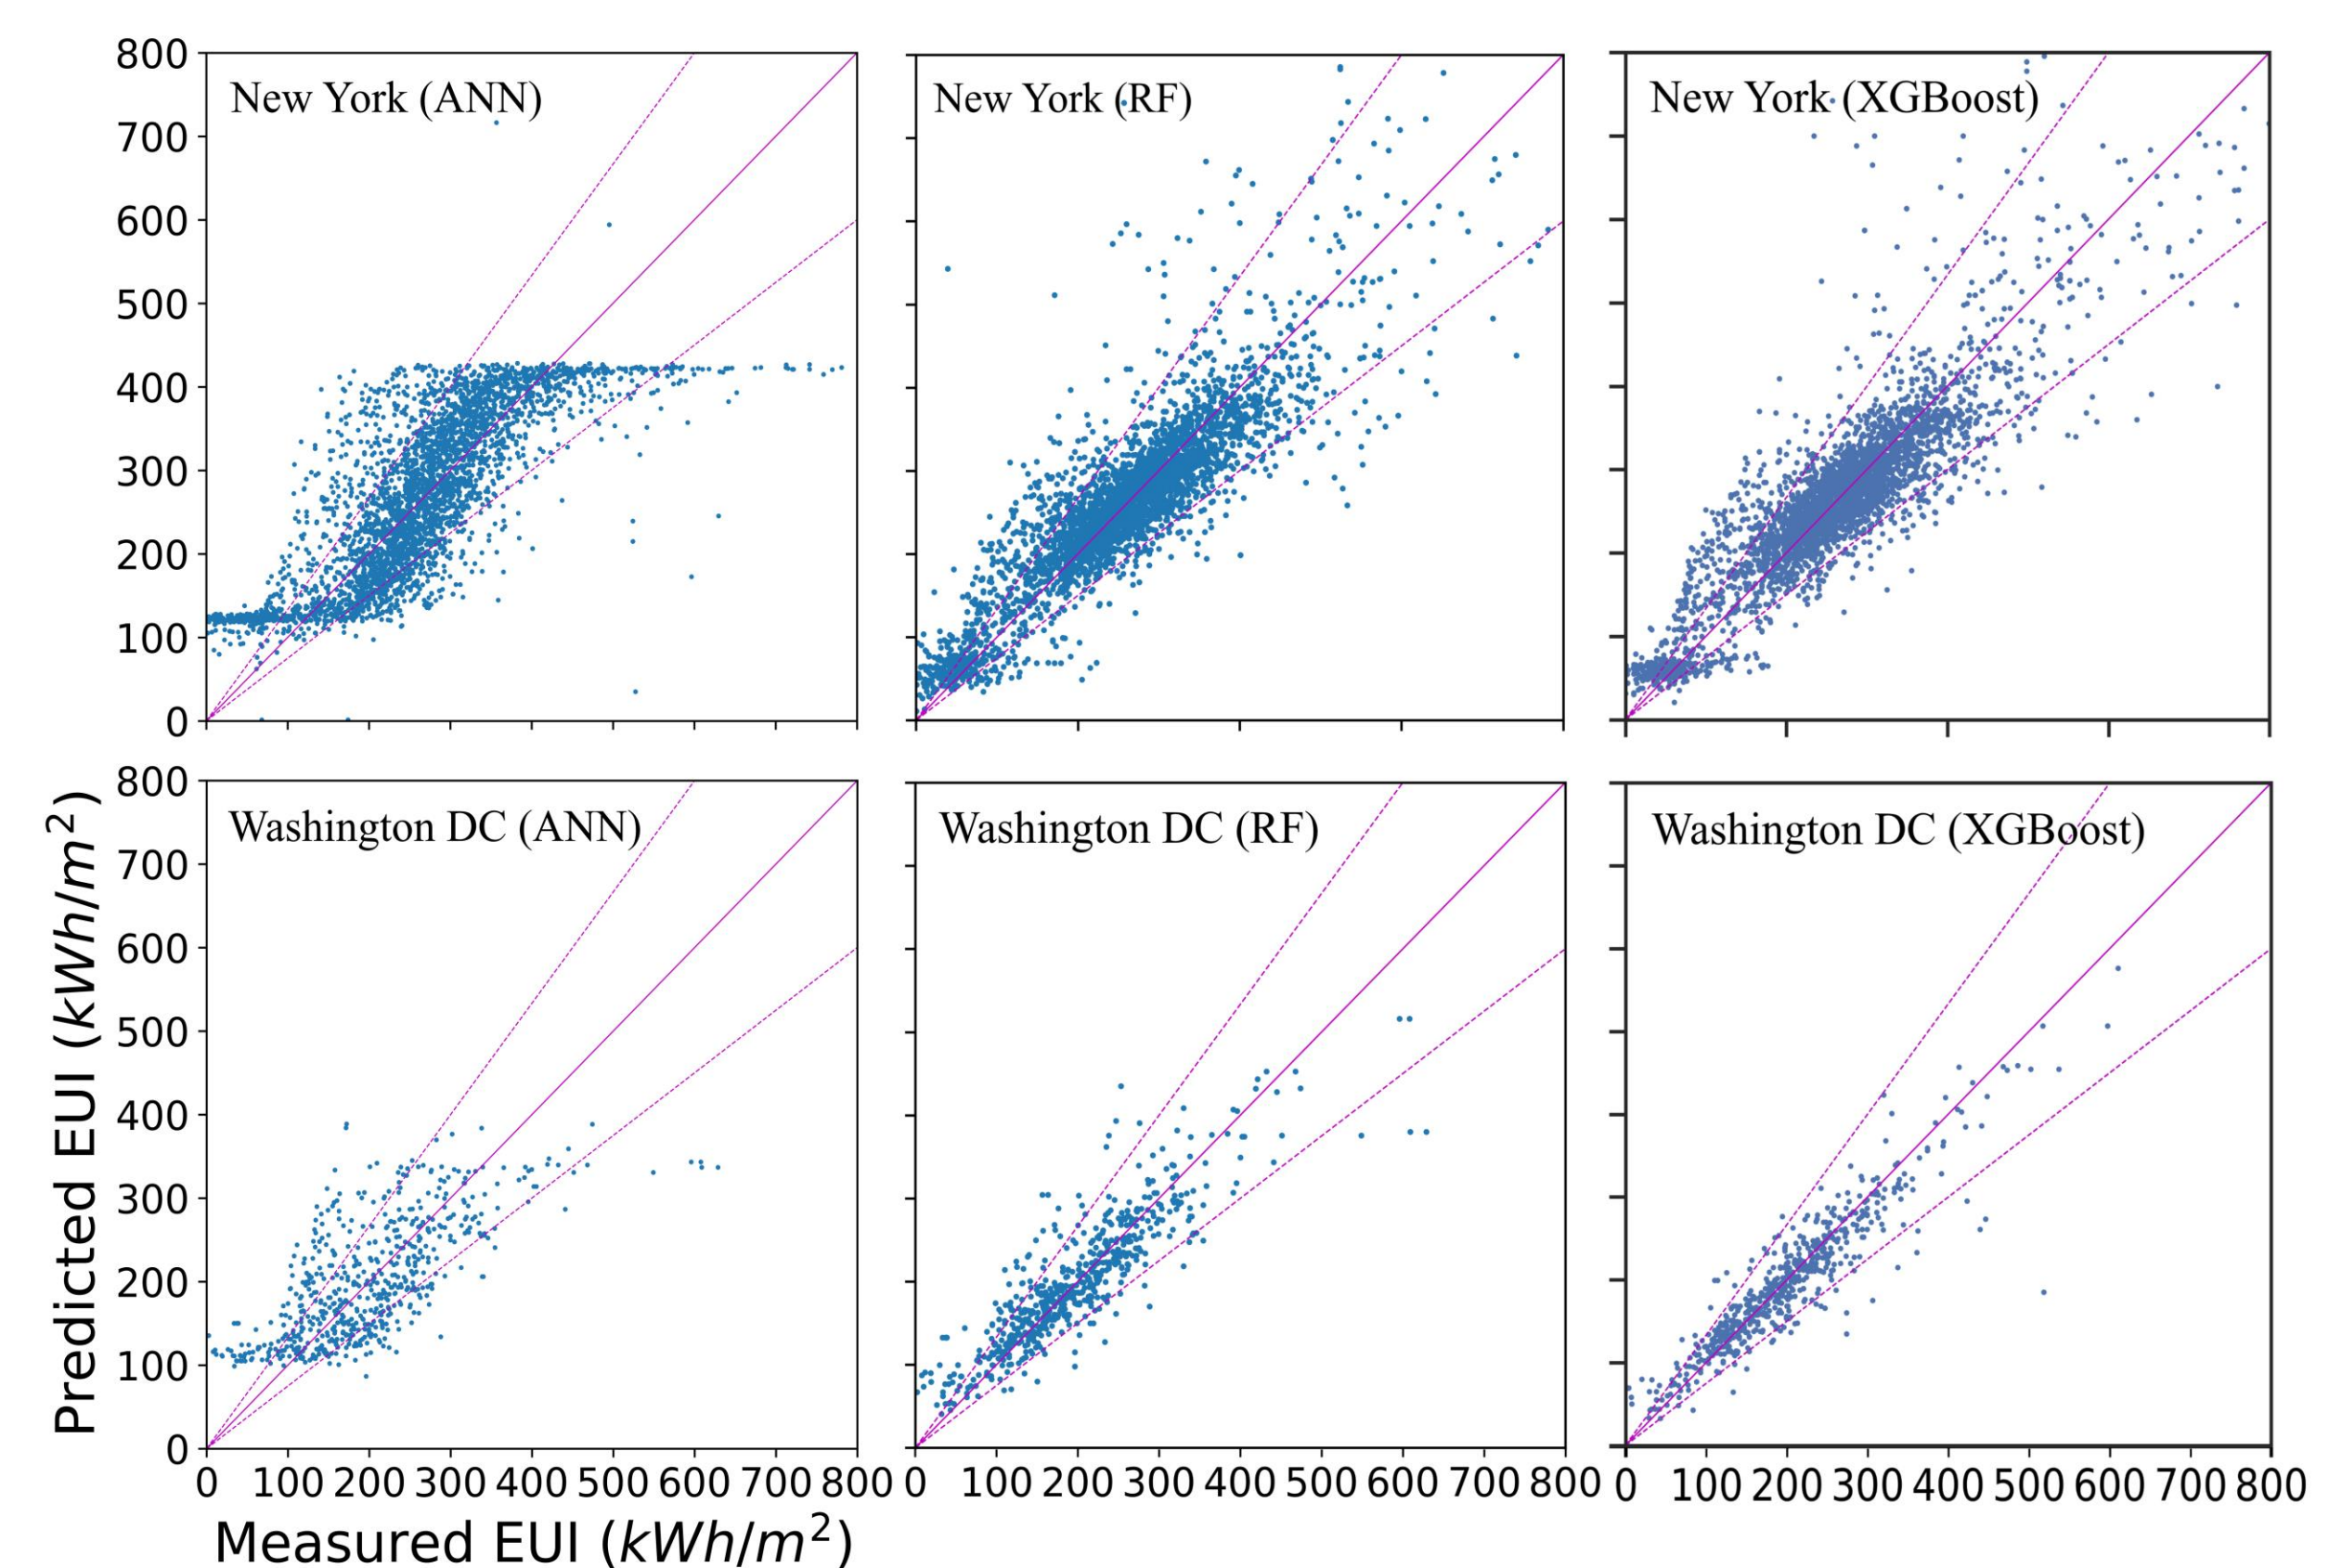 800
700
600
500
400
300
200
100
0
New York (ANN)
New York (RF)
New York (XGBoost)
Predicted EUI (kWh/m²)
800
700
600
500
400
300
200
100
0
Washington DC (ANN)
Washington DC (RF)
Washington DC (XGBoost)
0 100 200 300 400 500 600 700 800
0 100 200 300 400 500 600 700 800
0 100 200 300 400 500 600 700 800
Measured EUI (kWh/m²)